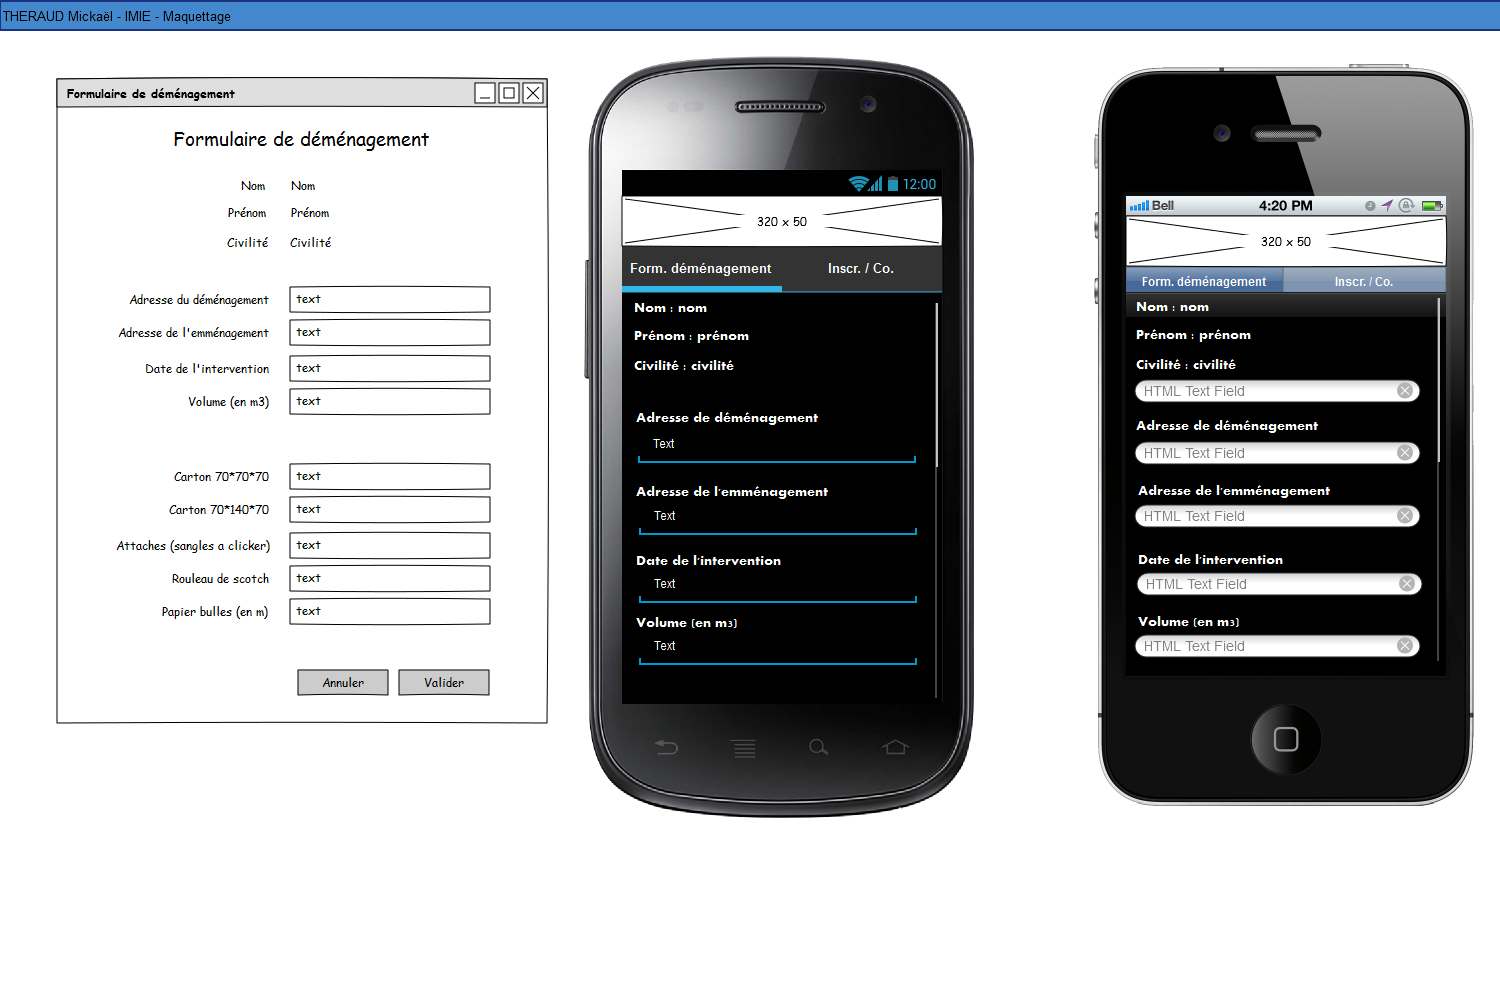 THERAUD Mickaël - IMIE - Maquettage
Formulaire de déménagement
Formulaire de déménagement
Nom Nom
Prénom Prénom
Civilité Civilité
Adresse du déménagement text
Adresse de l'emménagement text
Date de l'intervention text
Volume (en m3) text
Carton 70*70*70 text
Carton 70*140*70 text
Attaches (sangles a clicker) text
Rouleau de scotch text
Papier bulles (en m) text
Annuler Valider
12:00
320 x 50
Form. déménagement Inscr. / Co.
Nom : nom
Prénom : prénom
Civilité : civilité
Adresse de déménagement
Text
Adresse de l'emménagement
Text
Date de l'intervention
Text
Volume (en m3)
Text
Bell 4:20 PM
320 x 50
Form. déménagement Inscr. / Co.
Nom : nom
Prénom : prénom
Civilité : civilité
HTML Text Field
Adresse de déménagement
HTML Text Field
Adresse de l'emménagement
HTML Text Field
Date de l'intervention
HTML Text Field
Volume (en m3)
HTML Text Field